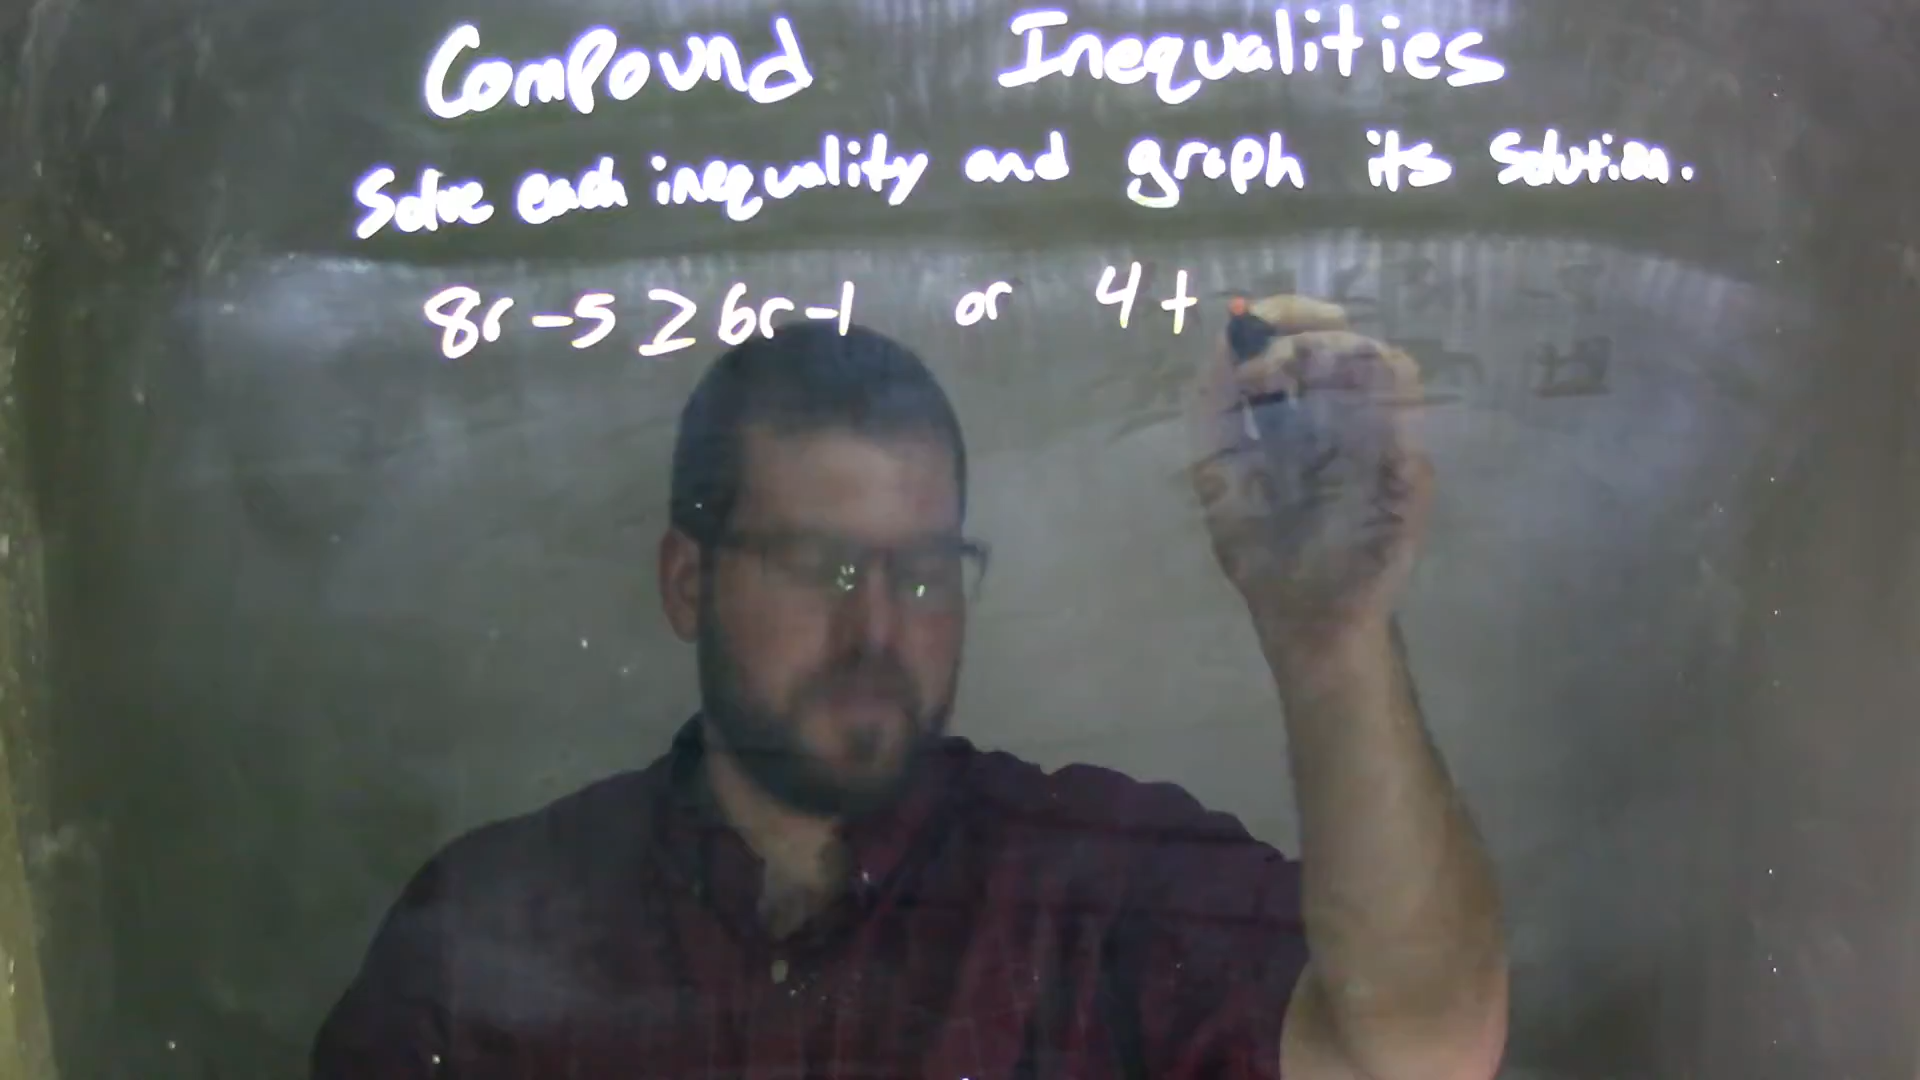 Compound Inequalities
Solve each inequality and graph its solution.
8r - 5 ≥ 6r - 1 or 4 +